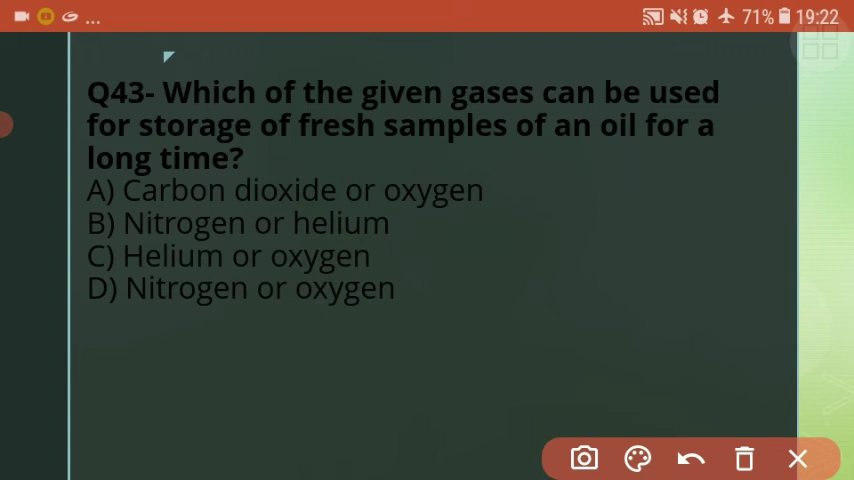 ... 71% 19:22
Q43- Which of the given gases can be used
for storage of fresh samples of an oil for a
long time?
A) Carbon dioxide or oxygen
B) Nitrogen or helium
C) Helium or oxygen
D) Nitrogen or oxygen